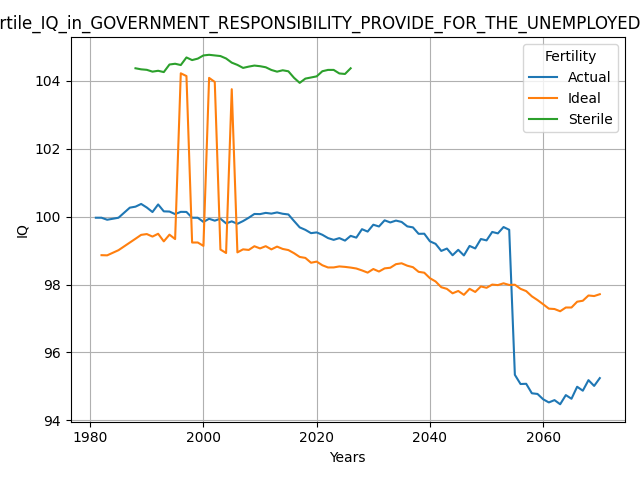 rtile_IQ_in_GOVERNMENT_RESPONSIBILITY_PROVIDE_FOR_THE_UNEMPLOYED
Fertility
Actual
Ideal
Sterile
104
102
100
98
96
94
IQ
1980
2000
2020
2040
2060
Years